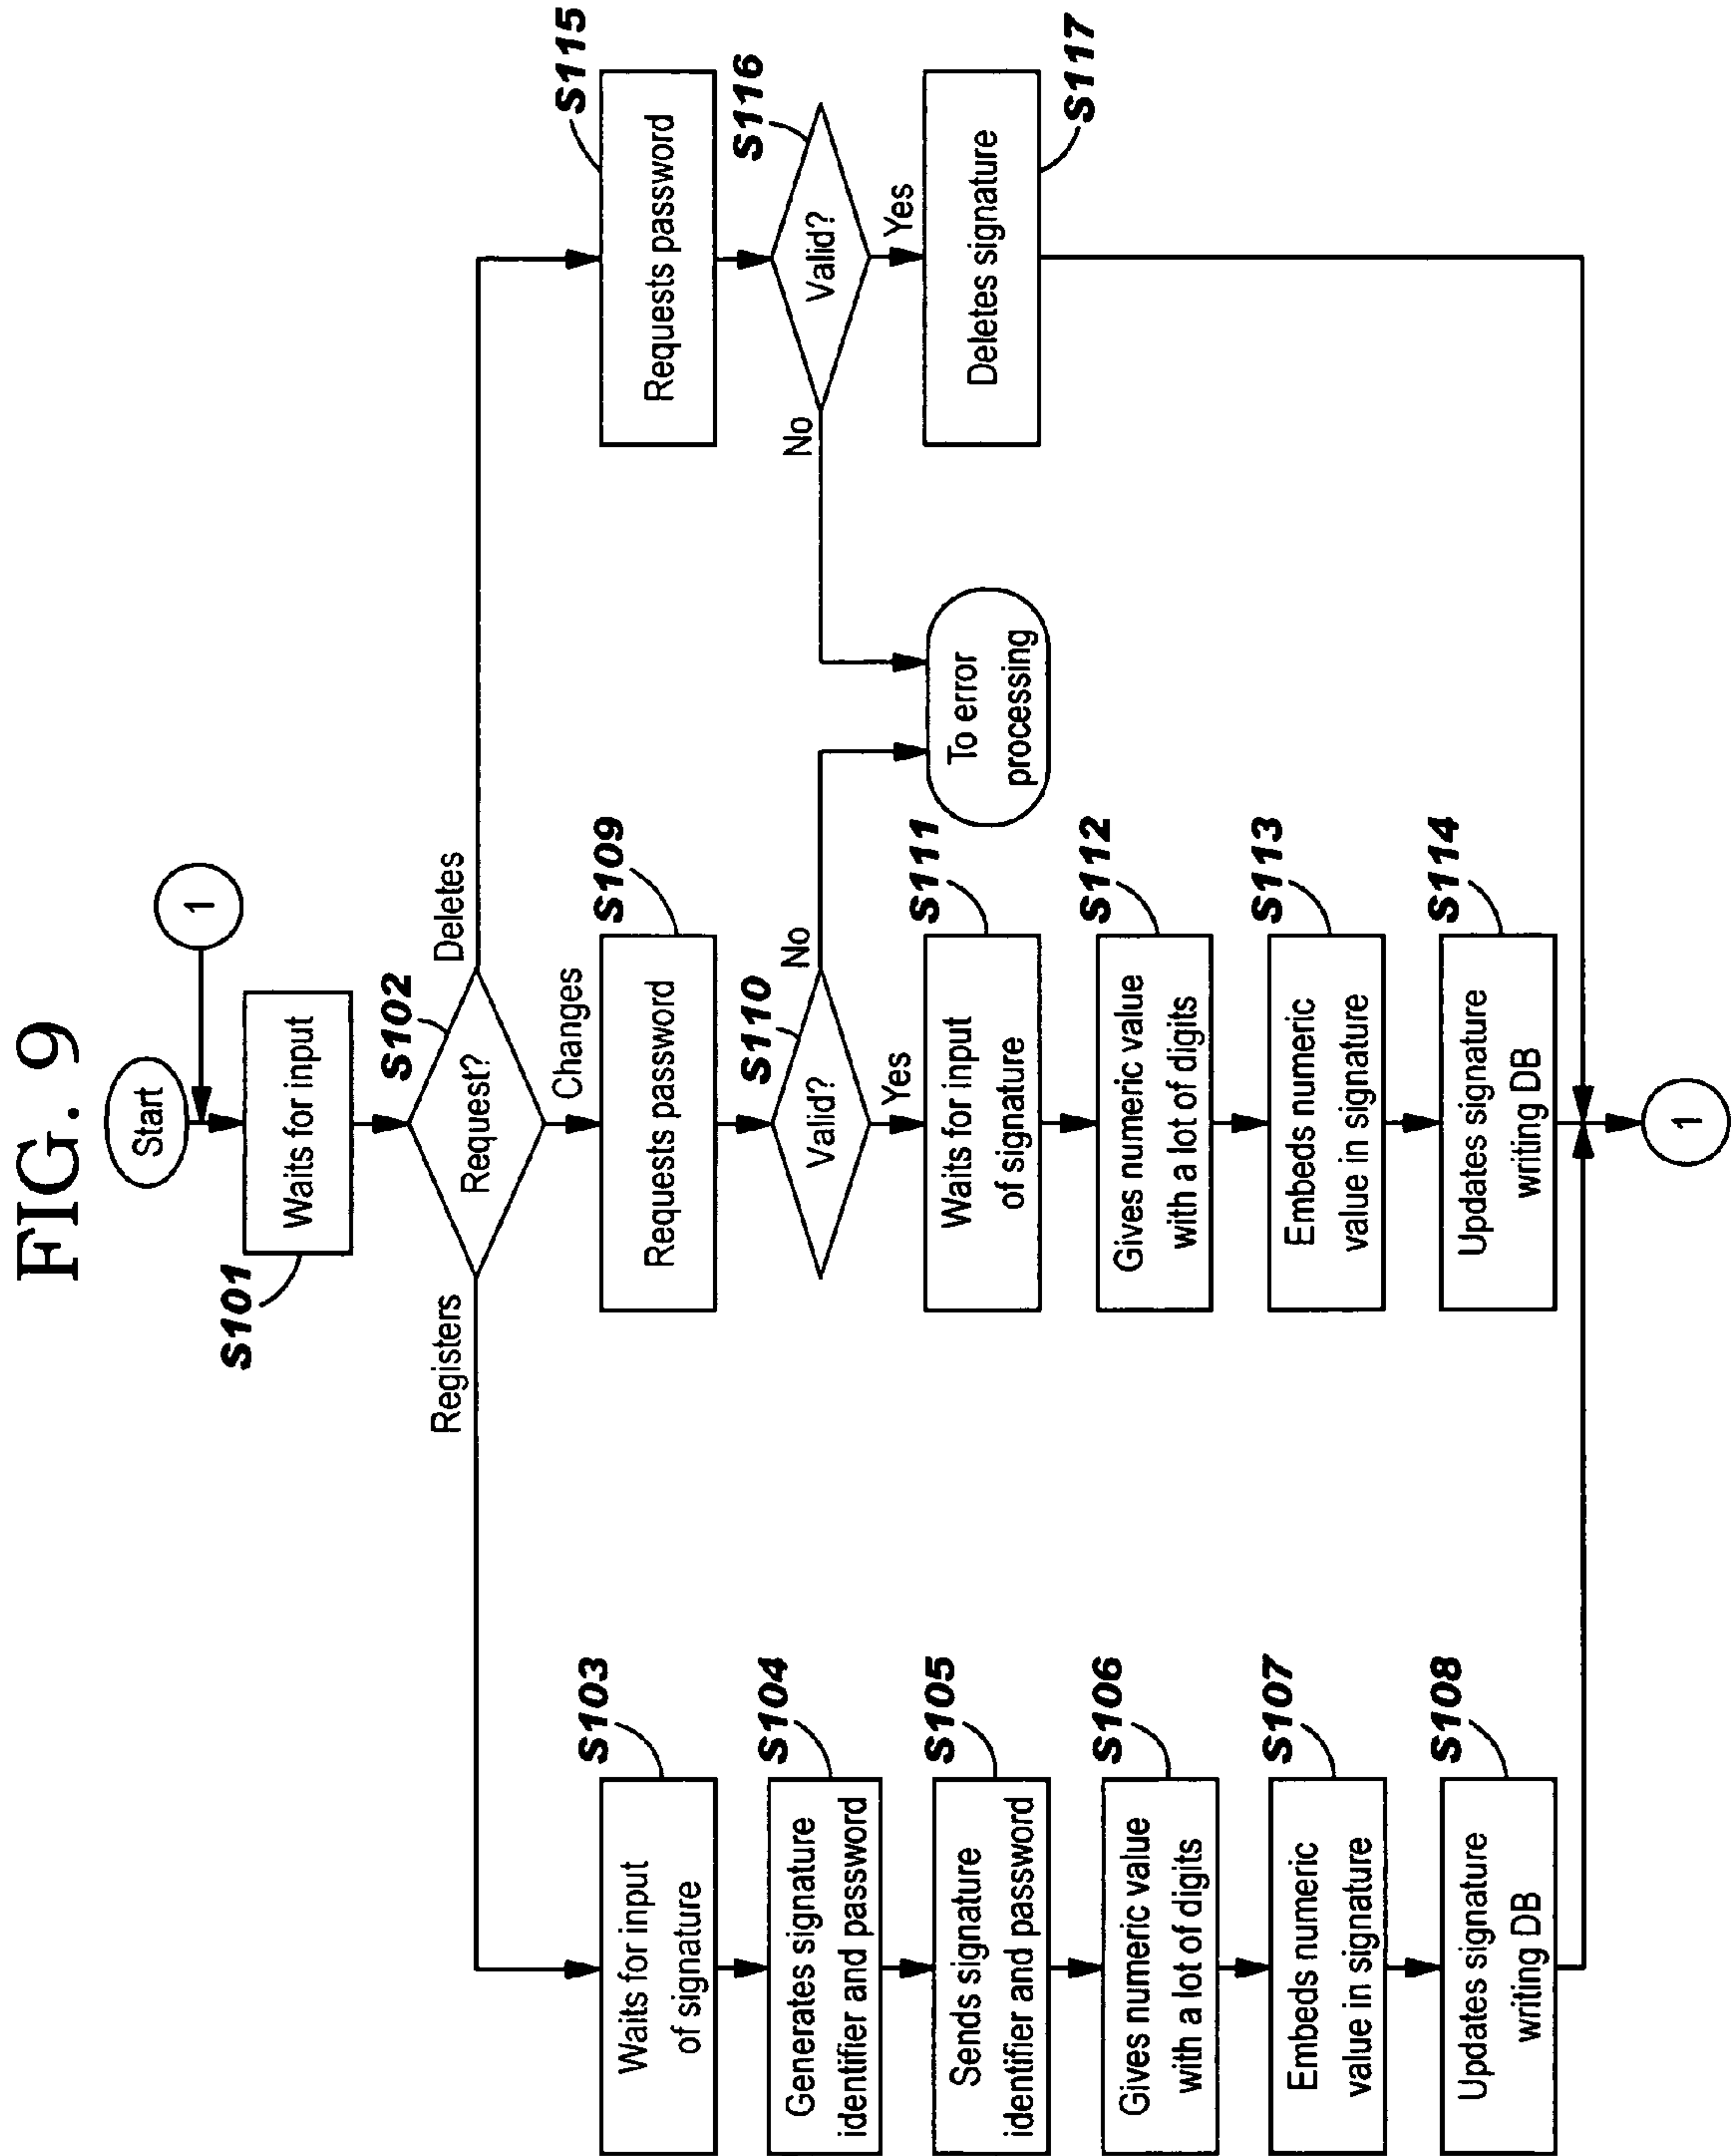 FIG. 9
Start
1
S101
Waits for input
S102
Request?
Registers
Changes
Deletes
S103
Waits for input
of signature
S104
Generates signature
identifier and password
S105
Sends signature
identifier and password
S106
Gives numeric value
with a lot of digits
S107
Embeds numeric
value in signature
S108
Updates signature
writing DB
S109
Requests password
S110
Valid?
No
Yes
S111
Waits for input
of signature
S112
Gives numeric value
with a lot of digits
S113
Embeds numeric
value in signature
S114
Updates signature
writing DB
To error
processing
S115
Requests password
S116
Valid?
No
Yes
S117
Deletes signature
1